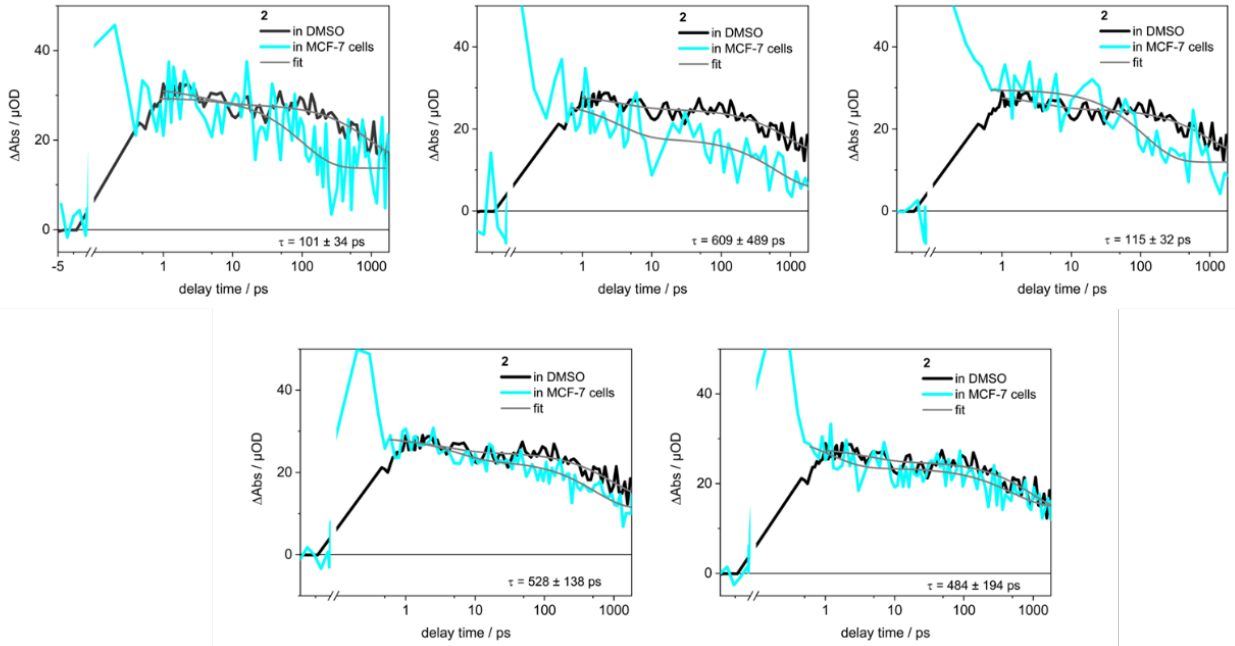 2
in DMSO
in MCF-7 cells
fit
ΔAbs / μOD
40
20
0
τ = 101 ± 34 ps
-5 1 10 100 1000
delay time / ps
2
in DMSO
in MCF-7 cells
fit
ΔAbs / μOD
40
20
0
τ = 609 ± 489 ps
1 10 100 1000
delay time / ps
2
in DMSO
in MCF-7 cells
fit
ΔAbs / μOD
40
20
0
τ = 115 ± 32 ps
1 10 100 1000
delay time / ps
2
in DMSO
in MCF-7 cells
fit
ΔAbs / μOD
40
20
0
τ = 528 ± 138 ps
1 10 100 1000
delay time / ps
2
in DMSO
in MCF-7 cells
fit
ΔAbs / μOD
40
20
0
τ = 484 ± 194 ps
1 10 100 1000
delay time / ps